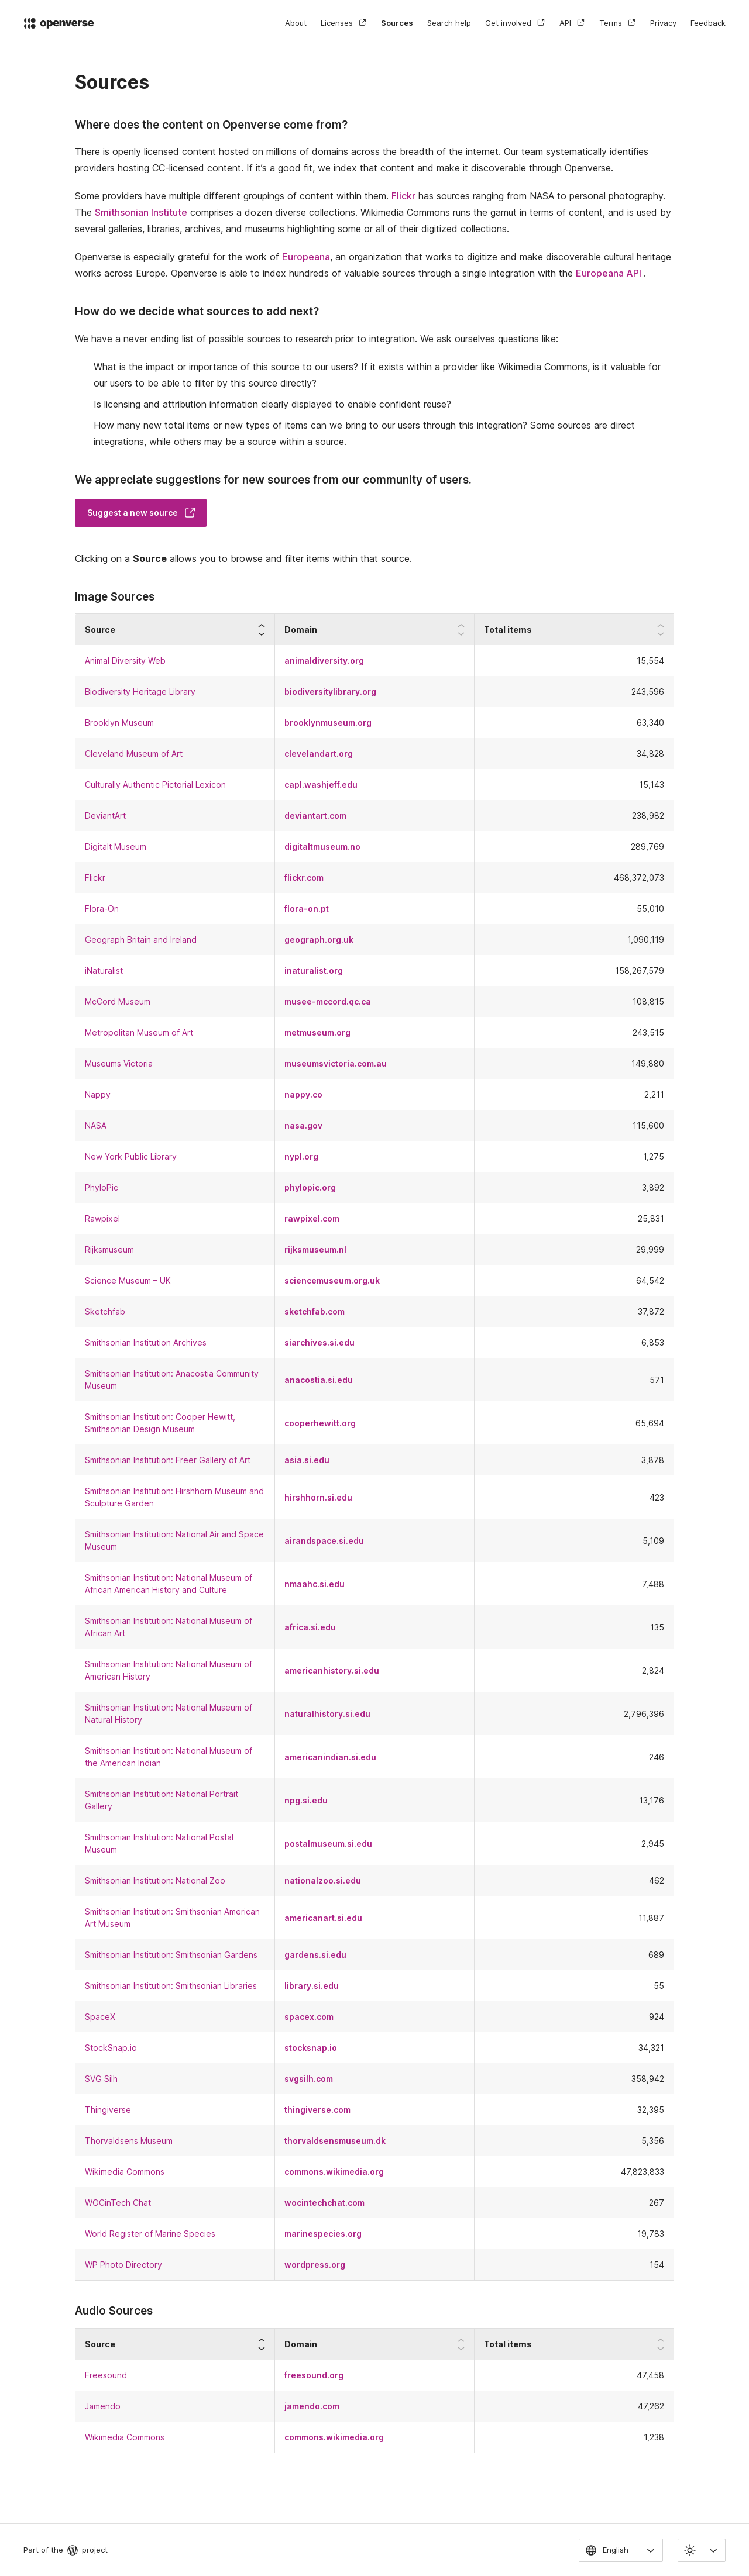 openverse
About
Licenses
Sources
Search help
Get involved
API
Terms
Privacy
Feedback
Sources
Where does the content on Openverse come from?
There is openly licensed content hosted on millions of domains across the breadth of the internet. Our team systematically identifies
providers hosting CC-licensed content. If it's a good fit, we index that content and make it discoverable through Openverse.
Some providers have multiple different groupings of content within them. Flickr has sources ranging from NASA to personal photography.
The Smithsonian Institute comprises a dozen diverse collections. Wikimedia Commons runs the gamut in terms of content, and is used by
several galleries, libraries, archives, and museums highlighting some or all of their digitized collections.
Openverse is especially grateful for the work of Europeana, an organization that works to digitize and make discoverable cultural heritage
works across Europe. Openverse is able to index hundreds of valuable sources through a single integration with the Europeana API .
How do we decide what sources to add next?
We have a never ending list of possible sources to research prior to integration. We ask ourselves questions like:
What is the impact or importance of this source to our users? If it exists within a provider like Wikimedia Commons, is it valuable for
our users to be able to filter by this source directly?
Is licensing and attribution information clearly displayed to enable confident reuse?
How many new total items or new types of items can we bring to our users through this integration? Some sources are direct
integrations, while others may be a source within a source.
We appreciate suggestions for new sources from our community of users.
Suggest a new source
Clicking on a Source allows you to browse and filter items within that source.
Image Sources
Source Domain Total items
Animal Diversity Web animaldiversity.org 15,554
Biodiversity Heritage Library biodiversitylibrary.org 243,596
Brooklyn Museum brooklynmuseum.org 63,340
Cleveland Museum of Art clevelandart.org 34,828
Culturally Authentic Pictorial Lexicon capl.washjeff.edu 15,143
DeviantArt deviantart.com 238,982
Digitalt Museum digitaltmuseum.no 289,769
Flickr flickr.com 468,372,073
Flora-On flora-on.pt 55,010
Geograph Britain and Ireland geograph.org.uk 1,090,119
iNaturalist inaturalist.org 158,267,579
McCord Museum musee-mccord.qc.ca 108,815
Metropolitan Museum of Art metmuseum.org 243,515
Museums Victoria museumsvictoria.com.au 149,880
Nappy nappy.co 2,211
NASA nasa.gov 115,600
New York Public Library nypl.org 1,275
PhyloPic phylopic.org 3,892
Rawpixel rawpixel.com 25,831
Rijksmuseum rijksmuseum.nl 29,999
Science Museum – UK sciencemuseum.org.uk 64,542
Sketchfab sketchfab.com 37,872
Smithsonian Institution Archives siarchives.si.edu 6,853
Smithsonian Institution: Anacostia Community
Museum anacostia.si.edu 571
Smithsonian Institution: Cooper Hewitt,
Smithsonian Design Museum cooperhewitt.org 65,694
Smithsonian Institution: Freer Gallery of Art asia.si.edu 3,878
Smithsonian Institution: Hirshhorn Museum and
Sculpture Garden hirshhorn.si.edu 423
Smithsonian Institution: National Air and Space
Museum airandspace.si.edu 5,109
Smithsonian Institution: National Museum of
African American History and Culture nmaahc.si.edu 7,488
Smithsonian Institution: National Museum of
African Art africa.si.edu 135
Smithsonian Institution: National Museum of
American History americanhistory.si.edu 2,824
Smithsonian Institution: National Museum of
Natural History naturalhistory.si.edu 2,796,396
Smithsonian Institution: National Museum of
the American Indian americanindian.si.edu 246
Smithsonian Institution: National Portrait
Gallery npg.si.edu 13,176
Smithsonian Institution: National Postal
Museum postalmuseum.si.edu 2,945
Smithsonian Institution: National Zoo nationalzoo.si.edu 462
Smithsonian Institution: Smithsonian American
Art Museum americanart.si.edu 11,887
Smithsonian Institution: Smithsonian Gardens gardens.si.edu 689
Smithsonian Institution: Smithsonian Libraries library.si.edu 55
SpaceX spacex.com 924
StockSnap.io stocksnap.io 34,321
SVG Silh svgsilh.com 358,942
Thingiverse thingiverse.com 32,395
Thorvaldsens Museum thorvaldsensmuseum.dk 5,356
Wikimedia Commons commons.wikimedia.org 47,823,833
WOCinTech Chat wocintechchat.com 267
World Register of Marine Species marinespecies.org 19,783
WP Photo Directory wordpress.org 154
Audio Sources
Source Domain Total items
Freesound freesound.org 47,458
Jamendo jamendo.com 47,262
Wikimedia Commons commons.wikimedia.org 1,238
Part of the project
English